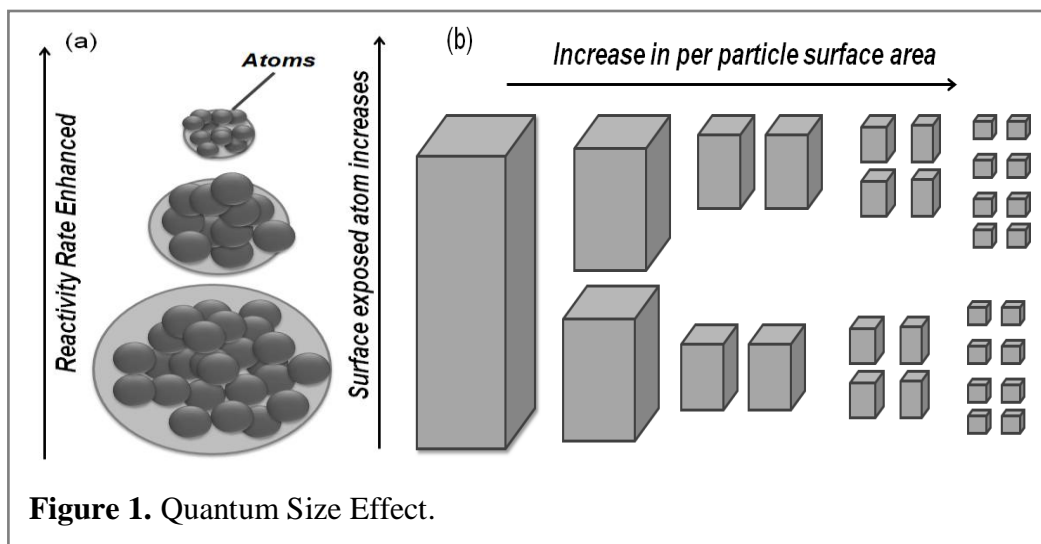 (a)
Atoms
Reactivity Rate Enhanced
Surface exposed atom increases
(b)
Increase in per particle surface area
Figure 1. Quantum Size Effect.